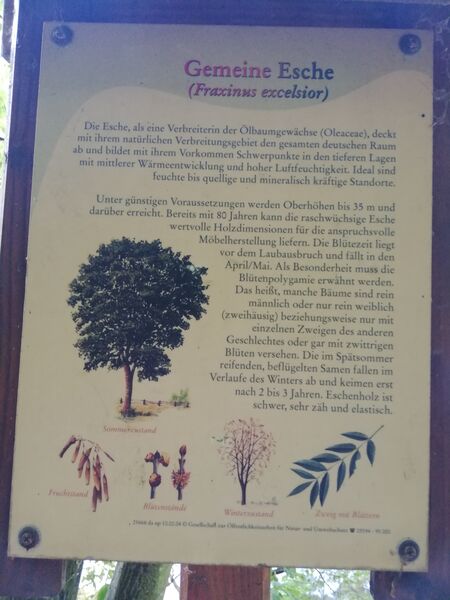 Gemeine Esche
(Fraxinus excelsior)
Die Esche, als eine Verbreiterin der Ölbaumgewächse (Oleaceae), deckt
mit ihrem natürlichen Verbreitungsgebiet den gesamten deutschen Raum
ab und bildet mit ihrem Vorkommen Schwerpunkte in den tieferen Lagen
mit mittlerer Wärmeentwicklung und hoher Luftfeuchtigkeit. Ideal sind
feuchte bis quellige und mineralisch kräftige Standorte.
Unter günstigen Voraussetzungen werden Oberhöhen bis 35 m und
darüber erreicht. Bereits mit 80 Jahren kann die raschwüchsige Esche
wertvolle Holzdimensionen für die anspruchsvolle
Möbelherstellung liefern. Die Blütezeit liegt
vor dem Laubausbruch und fällt in den
April/Mai. Als Besonderheit muss die
Blütenpolygamie erwähnt werden.
Das heißt, manche Bäume sind rein
männlich oder nur rein weiblich
(zweihäusig) beziehungsweise nur mit
einzelnen Zweigen des anderen
Geschlechtes oder gar mit zwittrigen
Blüten versehen. Die im Spätsommer
reifenden, beflügelten Samen fallen im
Verlaufe des Winters ab und keimen erst
nach 2 bis 3 Jahren. Eschenholz ist
schwer, sehr zäh und elastisch.
Sommerzustand
Fruchtstand
Blütenstände
Winterzustand
Zweig mit Blättern
© Gesellschaft zur Öffentlichkeitsarbeit für Natur- und Umweltschutz